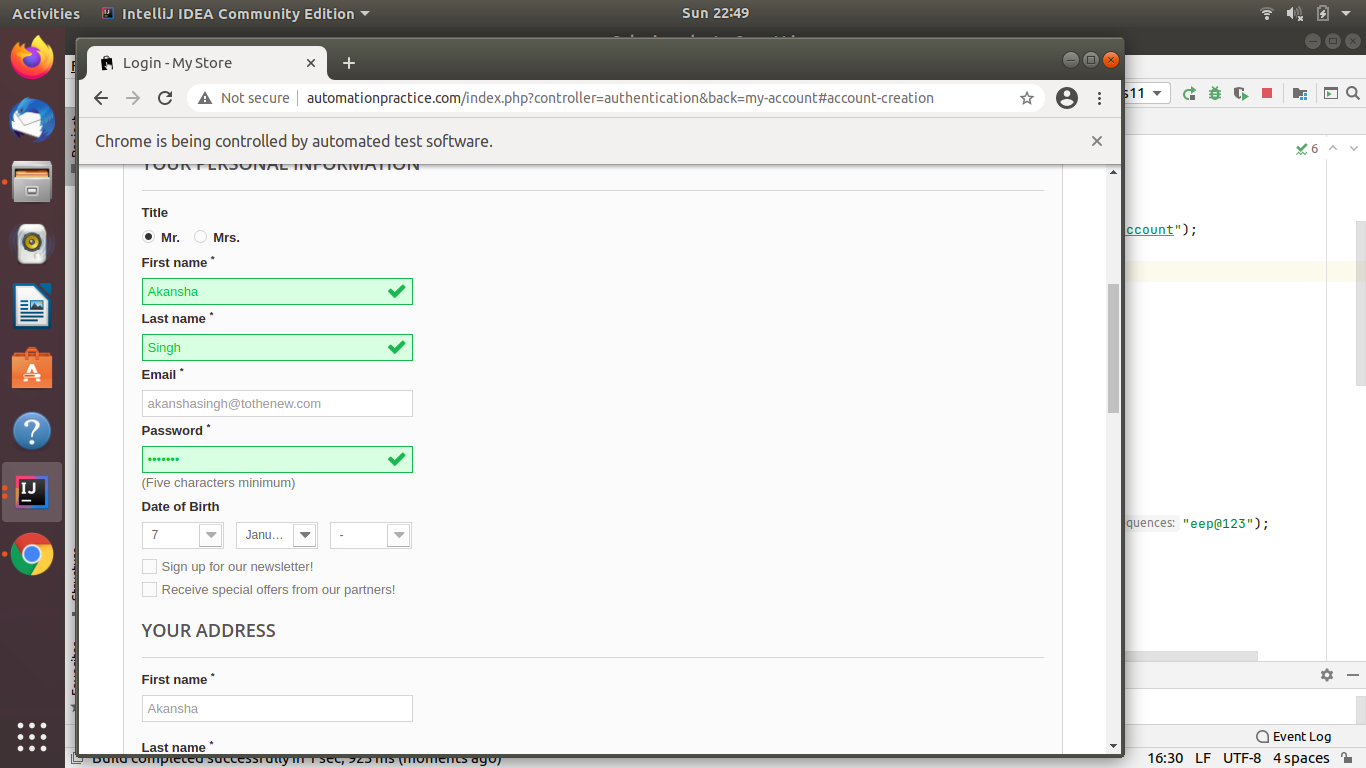 Activities IntelliJ IDEA Community Edition Sun 22:49
Login - My Store
Not secure automationpractice.com/index.php?controller=authentication&back=my-account#account-creation
s11
Chrome is being controlled by automated test software.
6
YOUR PERSONAL INFORMATION
Title
Mr. Mrs.
ccount");
First name *
Akansha
Last name *
Singh
Email *
akanshasingh@tothenew.com
Password *
•••••••
(Five characters minimum)
Date of Birth
quences: "eep@123");
7 Janu... -
Sign up for our newsletter!
Receive special offers from our partners!
YOUR ADDRESS
First name *
Akansha
Last name *
Event Log
Build completed successfully in 1 sec, 923 ms (moments ago) 16:30 LF UTF-8 4 spaces